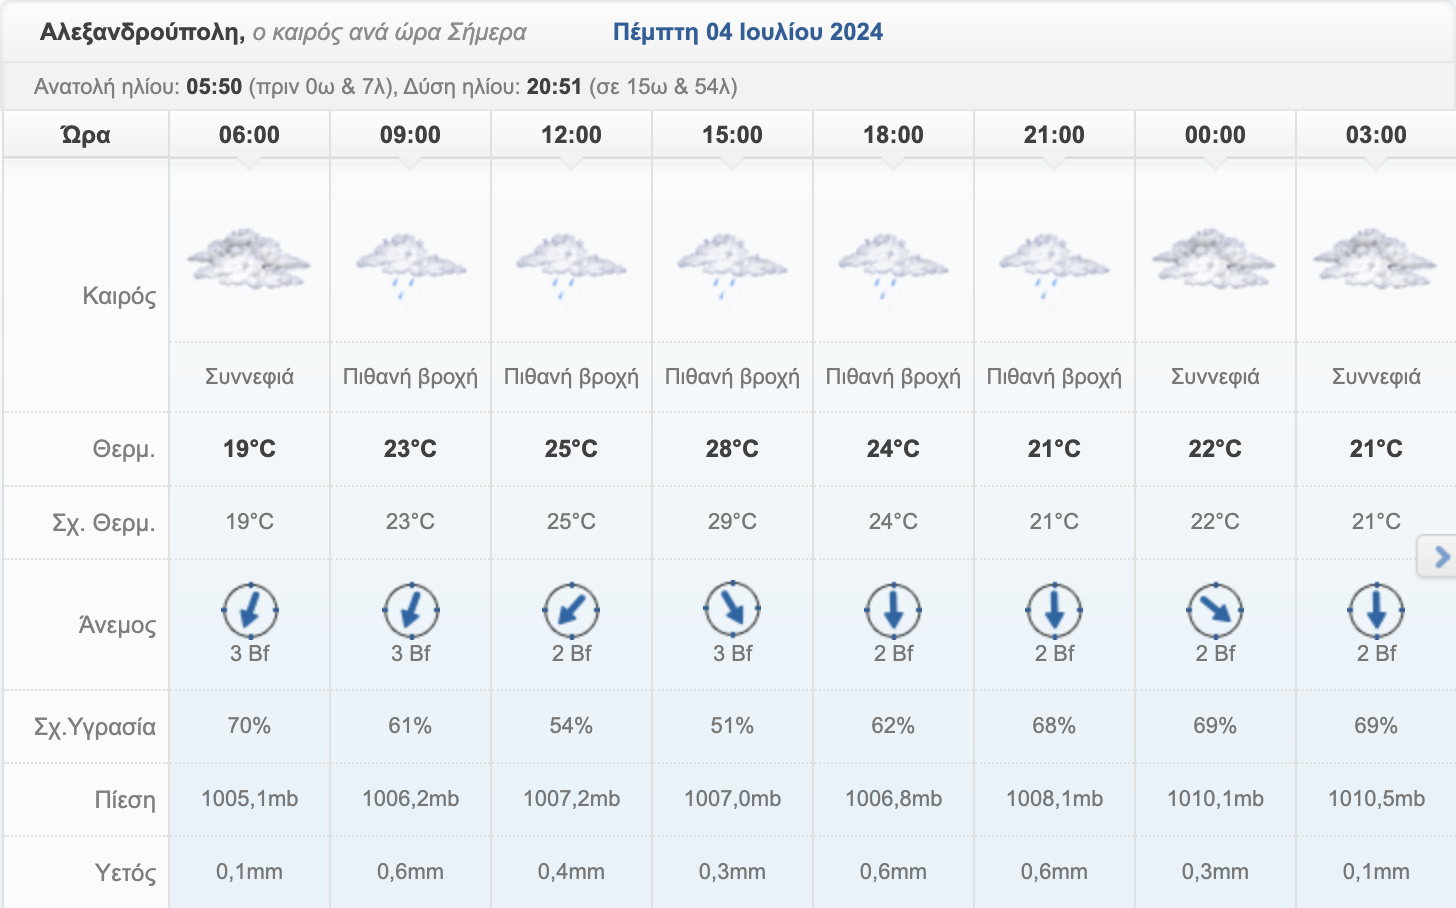 Αλεξανδρούπολη, ο καιρός ανά ώρα Σήμερα Πέμπτη 04 Ιουλίου 2024
Ανατολή ηλίου: 05:50 (πριν 0ω & 7λ), Δύση ηλίου: 20:51 (σε 15ω & 54λ)
Ώρα 06:00 09:00 12:00 15:00 18:00 21:00 00:00 03:00
Καιρός
Συννεφιά Πιθανή βροχή Πιθανή βροχή Πιθανή βροχή Πιθανή βροχή Πιθανή βροχή Συννεφιά Συννεφιά
Θερμ. 19°C 23°C 25°C 28°C 24°C 21°C 22°C 21°C
Σχ. Θερμ. 19°C 23°C 25°C 29°C 24°C 21°C 22°C 21°C
Άνεμος 3 Bf 3 Bf 2 Bf 3 Bf 2 Bf 2 Bf 2 Bf 2 Bf
Σχ.Υγρασία 70% 61% 54% 51% 62% 68% 69% 69%
Πίεση 1005,1mb 1006,2mb 1007,2mb 1007,0mb 1006,8mb 1008,1mb 1010,1mb 1010,5mb
Υετός 0,1mm 0,6mm 0,4mm 0,3mm 0,6mm 0,6mm 0,3mm 0,1mm